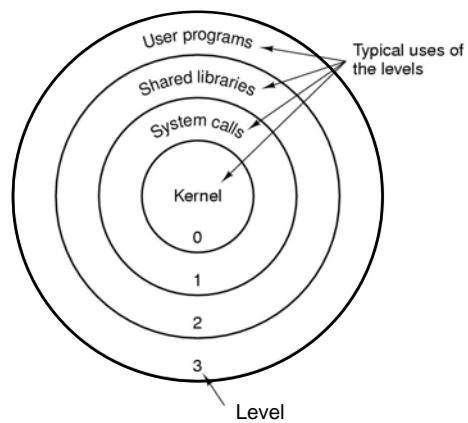 User programs
Typical uses of
the levels
Shared libraries
System calls
Kernel
0
1
2
3
Level